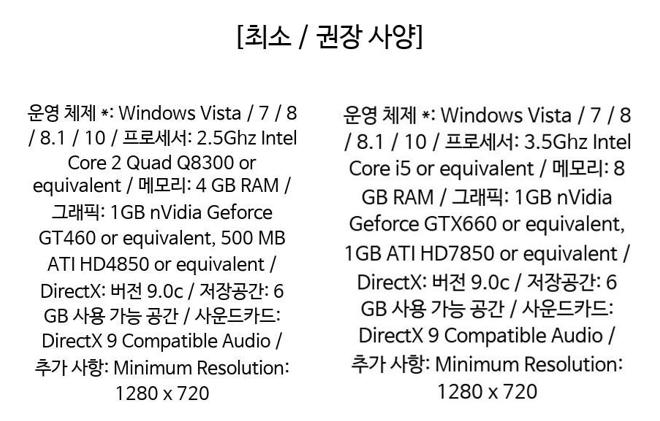 [최소 / 권장 사양]
운영 체제 *: Windows Vista / 7 / 8
/ 8.1 / 10 / 프로세서: 2.5Ghz Intel
Core 2 Quad Q8300 or
equivalent / 메모리: 4 GB RAM /
그래픽: 1GB nVidia Geforce
GT460 or equivalent, 500 MB
ATI HD4850 or equivalent /
DirectX: 버전 9.0c / 저장공간: 6
GB 사용 가능 공간 / 사운드카드:
DirectX 9 Compatible Audio /
추가 사항: Minimum Resolution:
1280 x 720
운영 체제 *: Windows Vista / 7 / 8
/ 8.1 / 10 / 프로세서: 3.5Ghz Intel
Core i5 or equivalent / 메모리: 8
GB RAM / 그래픽: 1GB nVidia
Geforce GTX660 or equivalent,
1GB ATI HD7850 or equivalent /
DirectX: 버전 9.0c / 저장공간: 6
GB 사용 가능 공간 / 사운드카드:
DirectX 9 Compatible Audio /
추가 사항: Minimum Resolution:
1280 x 720